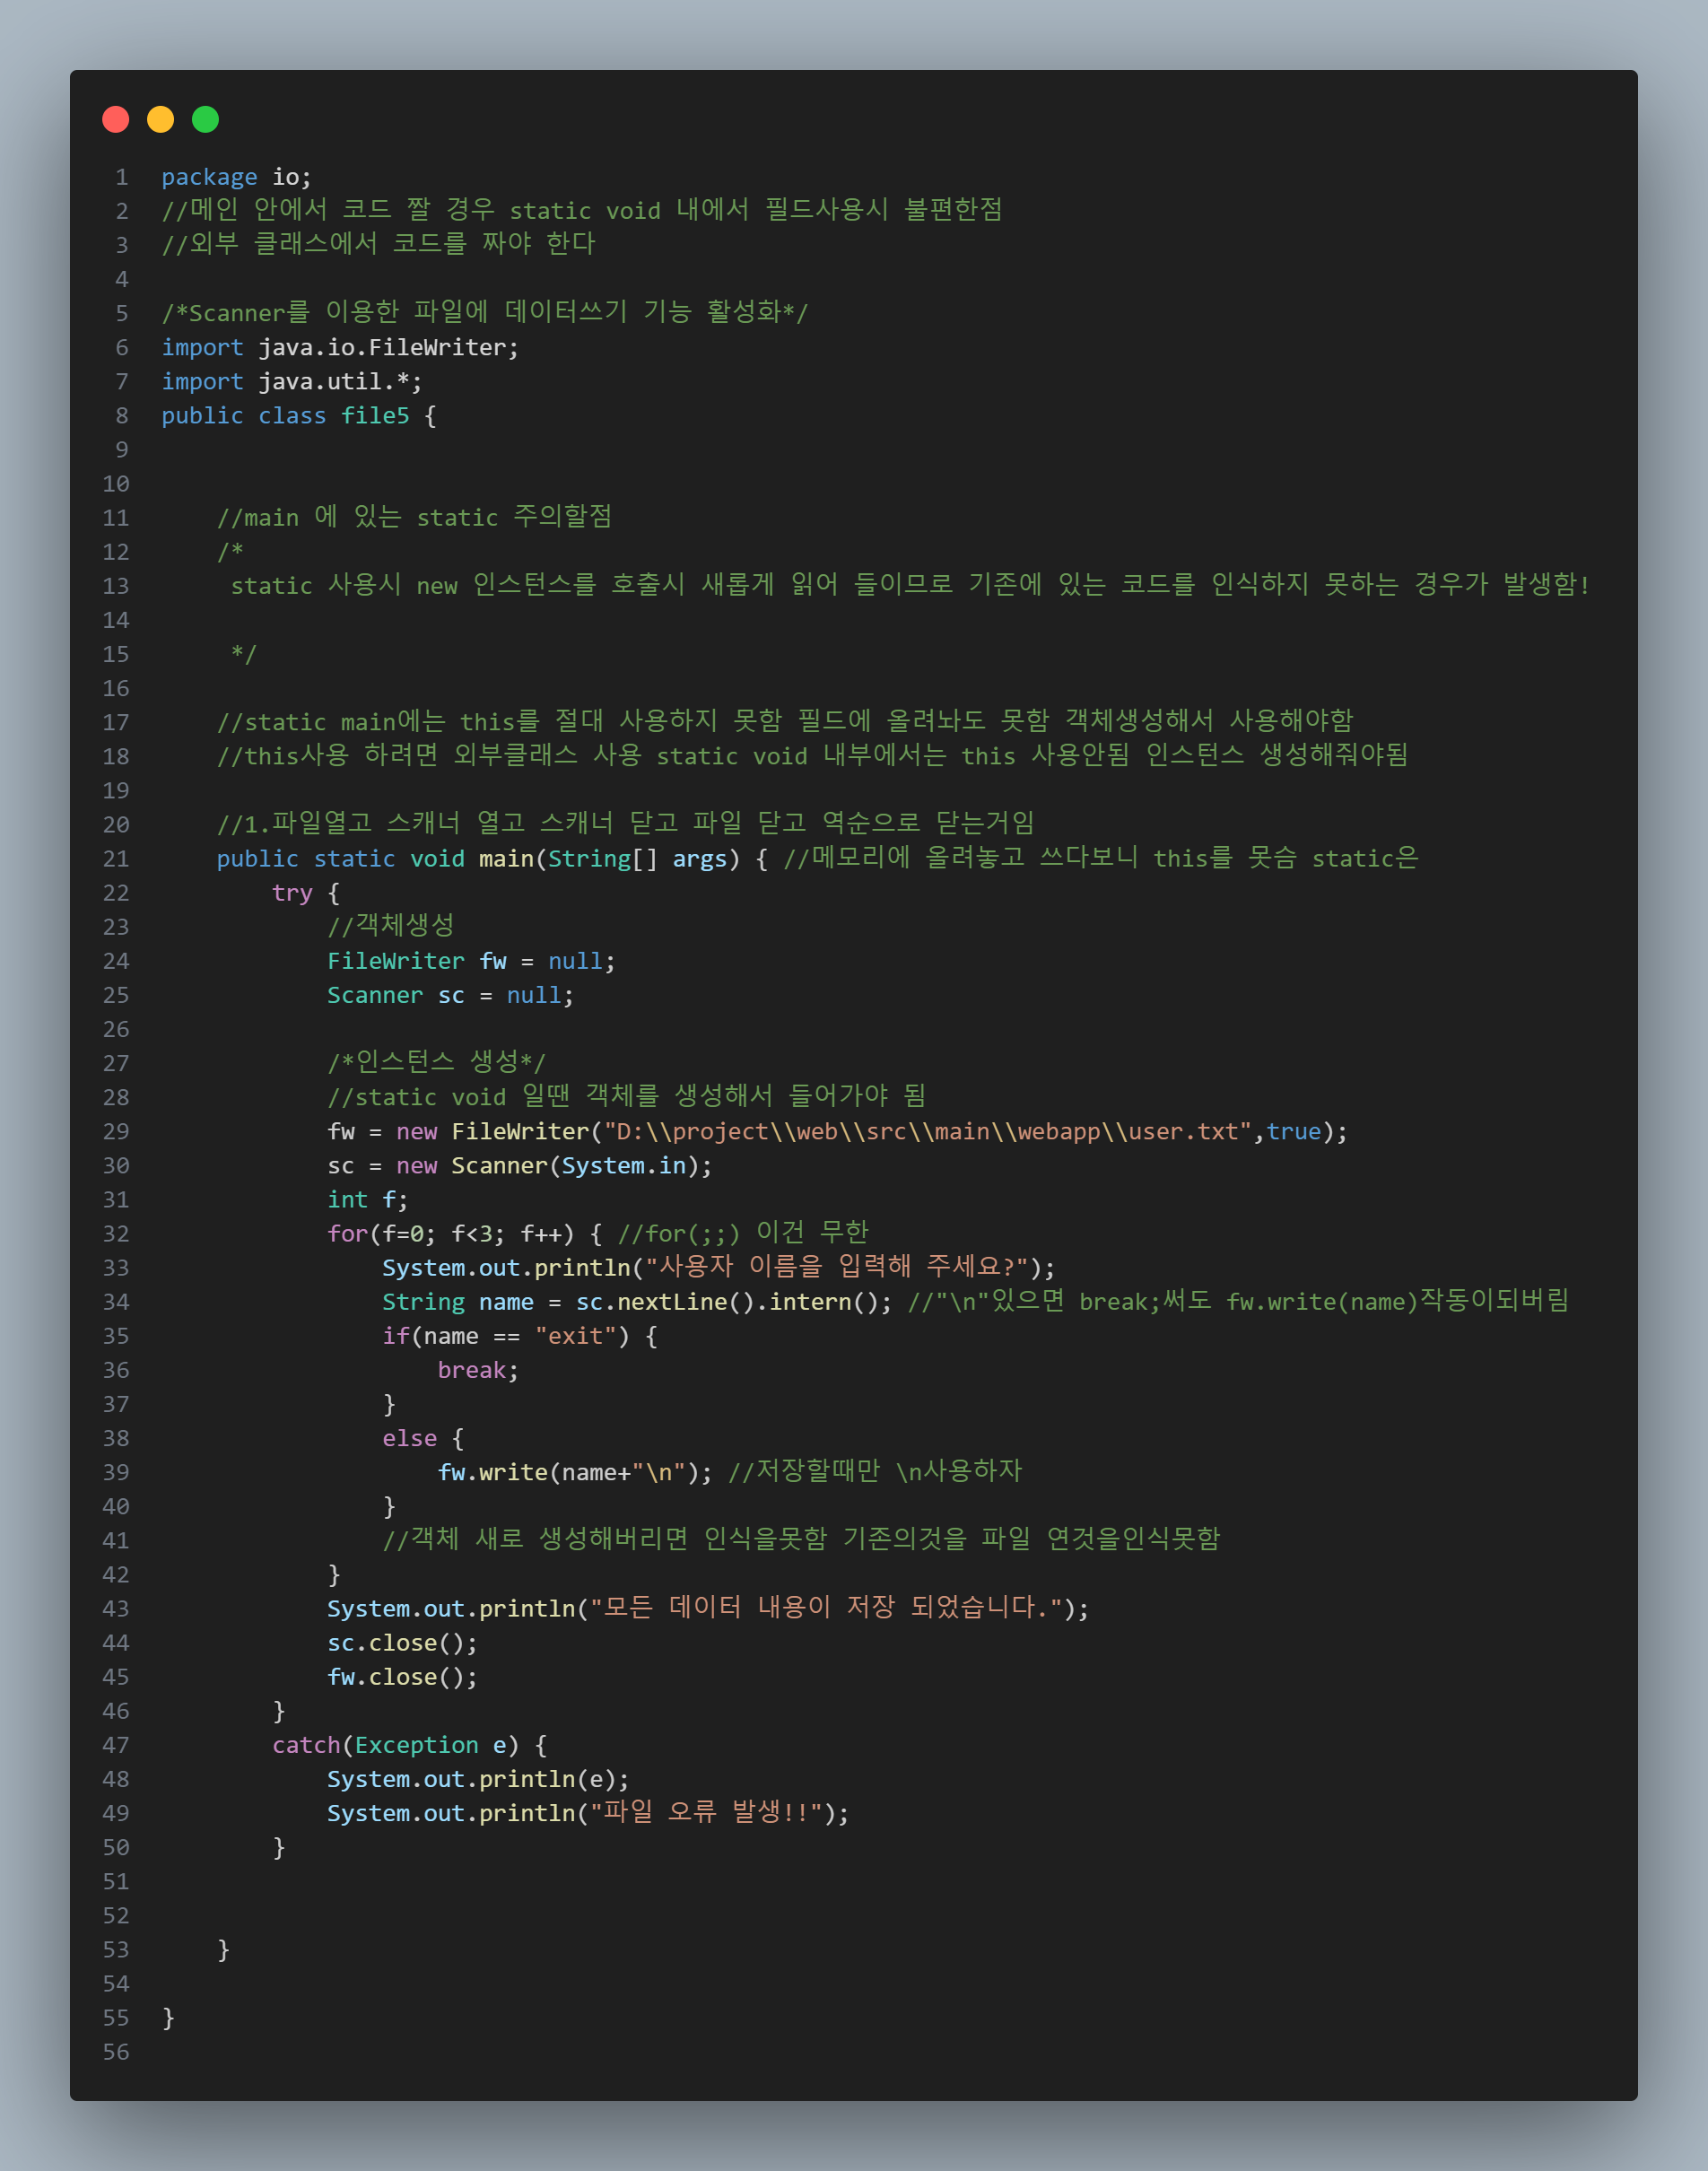 1 package io;
2 //메인 안에서 코드 짤 경우 static void 내에서 필드사용시 불편한점
3 //외부 클래스에서 코드를 짜야 한다
4
5 /*Scanner를 이용한 파일에 데이터쓰기 기능 활성화*/
6 import java.io.FileWriter;
7 import java.util.*;
8 public class file5 {
9
10
11     //main 에 있는 static 주의할점
12     /*
13      static 사용시 new 인스턴스를 호출시 새롭게 읽어 들이므로 기존에 있는 코드를 인식하지 못하는 경우가 발생함!
14
15      */
16
17     //static main에는 this를 절대 사용하지 못함 필드에 올려놔도 못함 객체생성해서 사용해야함
18     //this사용 하려면 외부클래스 사용 static void 내부에서는 this 사용안됨 인스턴스 생성해줘야됨
19
20     //1.파일열고 스캐너 열고 스캐너 닫고 파일 닫고 역순으로 닫는거임
21     public static void main(String[] args) { //메모리에 올려놓고 쓰다보니 this를 못슴 static은
22         try {
23             //객체생성
24             FileWriter fw = null;
25             Scanner sc = null;
26
27             /*인스턴스 생성*/
28             //static void 일땐 객체를 생성해서 들어가야 됨
29             fw = new FileWriter("D:\\project\\web\\src\\main\\webapp\\user.txt",true);
30             sc = new Scanner(System.in);
31             int f;
32             for(f=0; f<3; f++) { //for(;;) 이건 무한
33                 System.out.println("사용자 이름을 입력해 주세요?");
34                 String name = sc.nextLine().intern(); //"\n"있으면 break;써도 fw.write(name)작동이되버림
35                 if(name == "exit") {
36                     break;
37                 }
38                 else {
39                     fw.write(name+"\n"); //저장할때만 \n사용하자
40                 }
41                 //객체 새로 생성해버리면 인식을못함 기존의것을 파일 연것을인식못함
42             }
43             System.out.println("모든 데이터 내용이 저장 되었습니다.");
44             sc.close();
45             fw.close();
46         }
47         catch(Exception e) {
48             System.out.println(e);
49             System.out.println("파일 오류 발생!!");
50         }
51
52
53     }
54
55 }
56